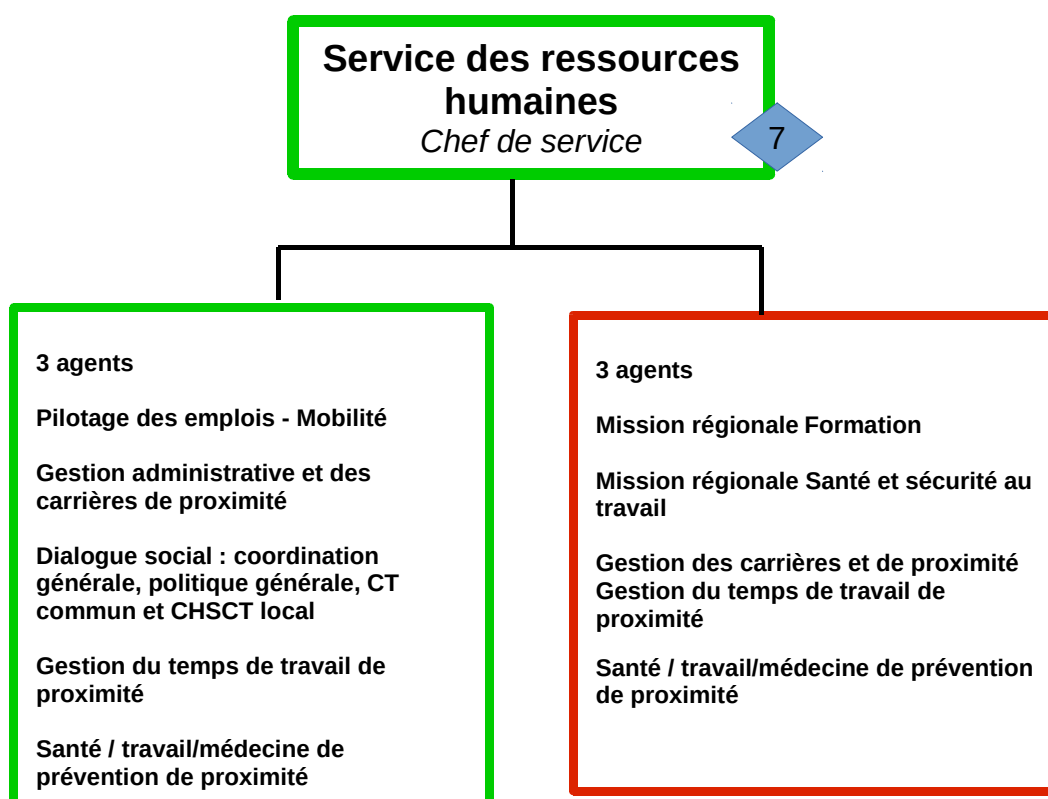 Service des ressources
humaines
Chef de service
7
3 agents
Pilotage des emplois - Mobilité
Gestion administrative et des
carrières de proximité
Dialogue social : coordination
générale, politique générale, CT
commun et CHSCT local
Gestion du temps de travail de
proximité
Santé / travail/médecine de
prévention de proximité
3 agents
Mission régionale Formation
Mission régionale Santé et sécurité au
travail
Gestion des carrières et de proximité
Gestion du temps de travail de
proximité
Santé / travail/médecine de prévention
de proximité